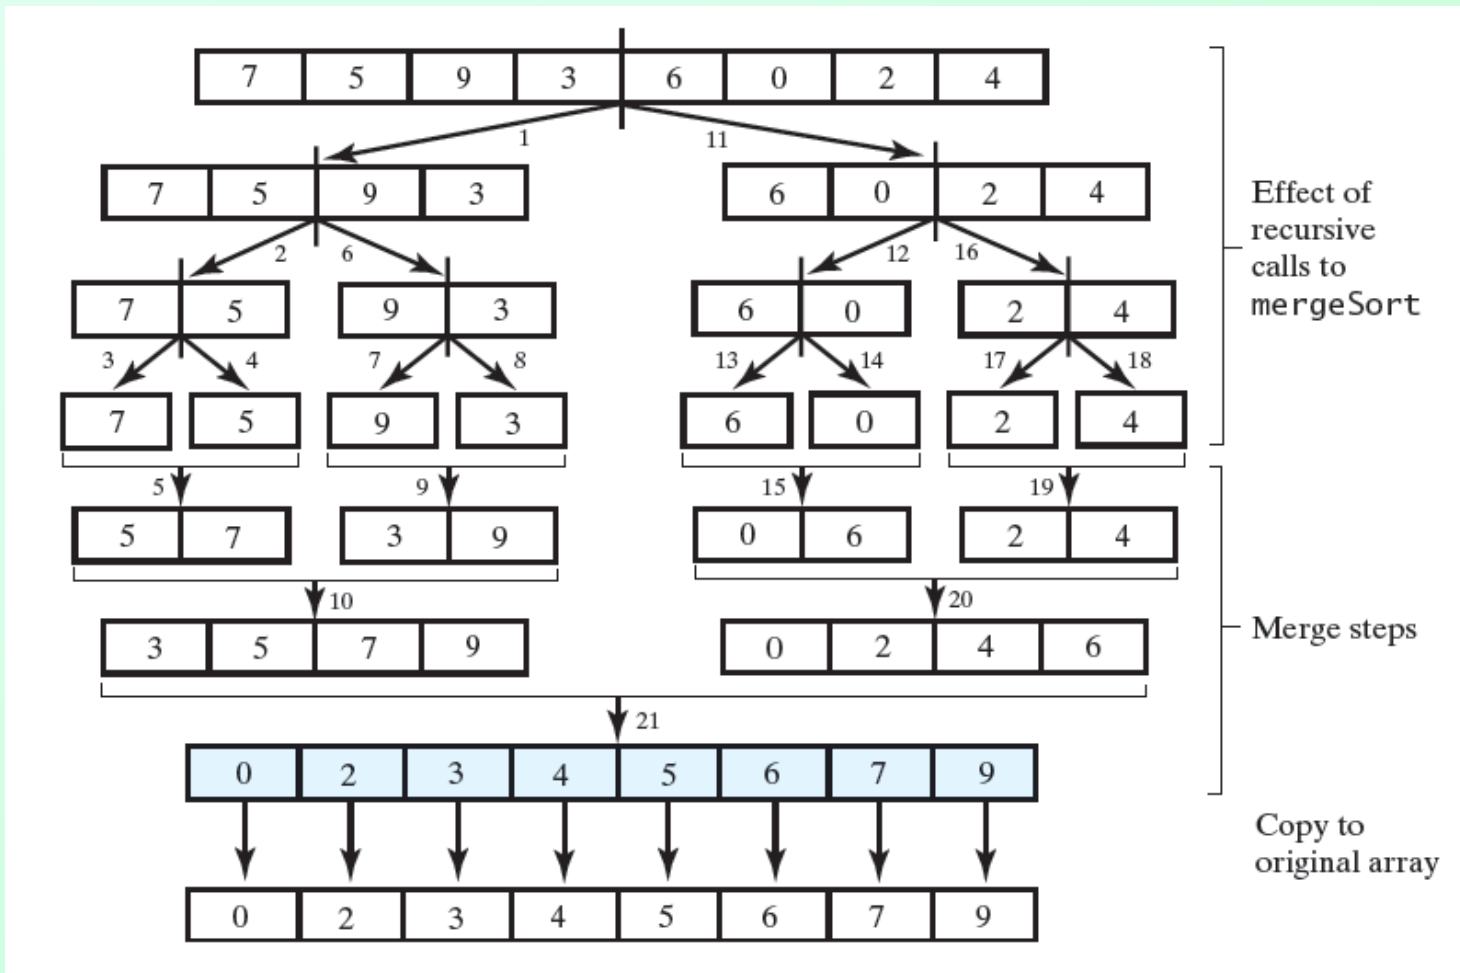 7 5 9 3 6 0 2 4
1 11
7 5 9 3 6 0 2 4
Effect of
recursive
calls to
mergeSort
2 6 12 16
7 5 9 3 6 0 2 4
3 4 7 8 13 14 17 18
7 5 9 3 6 0 2 4
5 9 15 19
5 7 3 9 0 6 2 4
10 20
3 5 7 9 0 2 4 6
Merge steps
21
0 2 3 4 5 6 7 9
Copy to
original array
0 2 3 4 5 6 7 9